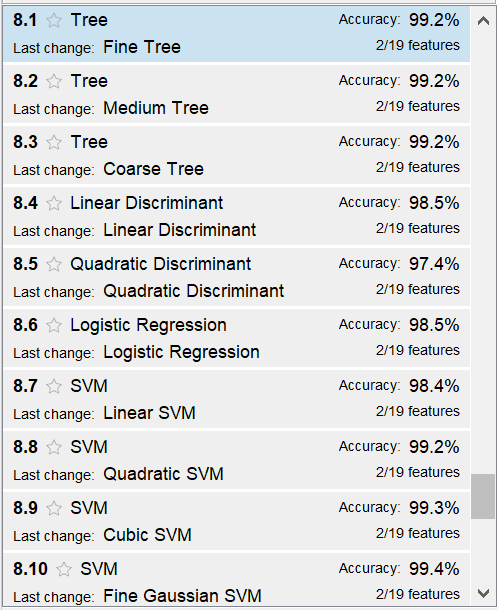 8.1 Tree Accuracy: 99.2%
Last change: Fine Tree 2/19 features
8.2 Tree Accuracy: 99.2%
Last change: Medium Tree 2/19 features
8.3 Tree Accuracy: 99.2%
Last change: Coarse Tree 2/19 features
8.4 Linear Discriminant Accuracy: 98.5%
Last change: Linear Discriminant 2/19 features
8.5 Quadratic Discriminant Accuracy: 97.4%
Last change: Quadratic Discriminant 2/19 features
8.6 Logistic Regression Accuracy: 98.5%
Last change: Logistic Regression 2/19 features
8.7 SVM Accuracy: 98.4%
Last change: Linear SVM 2/19 features
8.8 SVM Accuracy: 99.2%
Last change: Quadratic SVM 2/19 features
8.9 SVM Accuracy: 99.3%
Last change: Cubic SVM 2/19 features
8.10 SVM Accuracy: 99.4%
Last change: Fine Gaussian SVM 2/19 features